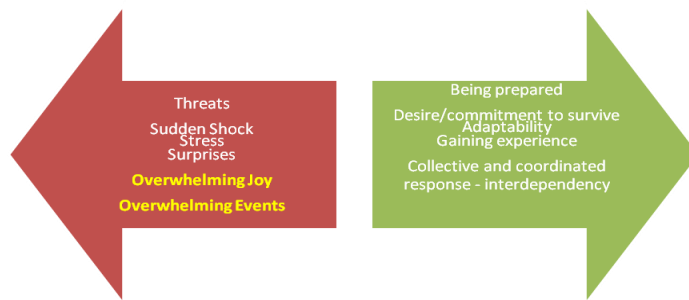 Threats
Sudden Shock
Stress
Surprises
Overwhelming Joy
Overwhelming Events
Being prepared
Desire/commitment to survive
Adaptability
Gaining experience
Collective and coordinated
response - interdependency